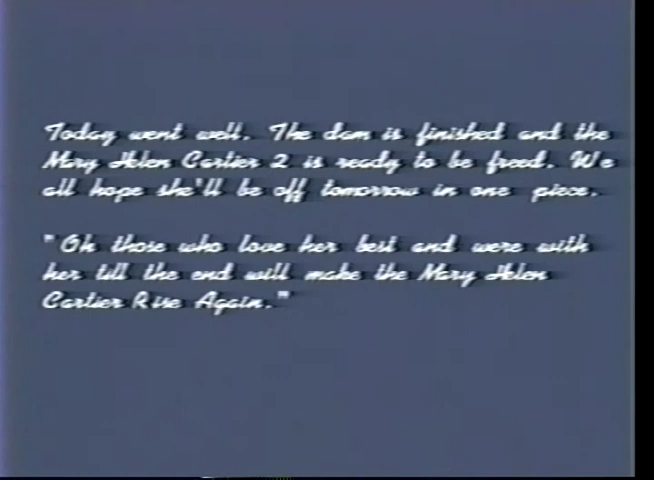 Today went well. The dam is finished and the
Mary Helen Cartier 2 is ready to be freed. We
all hope she'll be off tomorrow in one piece.
"Oh those who love her best and were with
her till the end will make the Mary Helen
Cartier Rise Again."